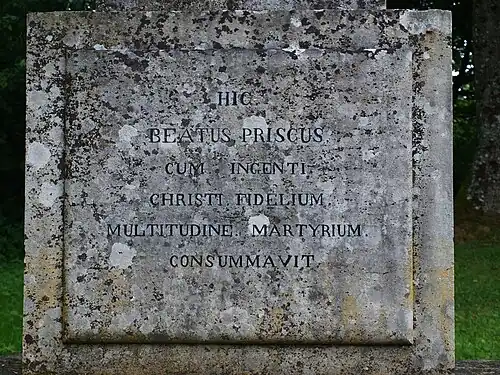 HIC.
BEATUS PRISCUS.
CUM INGENTI.
CHRISTI FIDELIUM.
MULTITUDINE. MARTYRIUM.
CONSUMMAVIT.